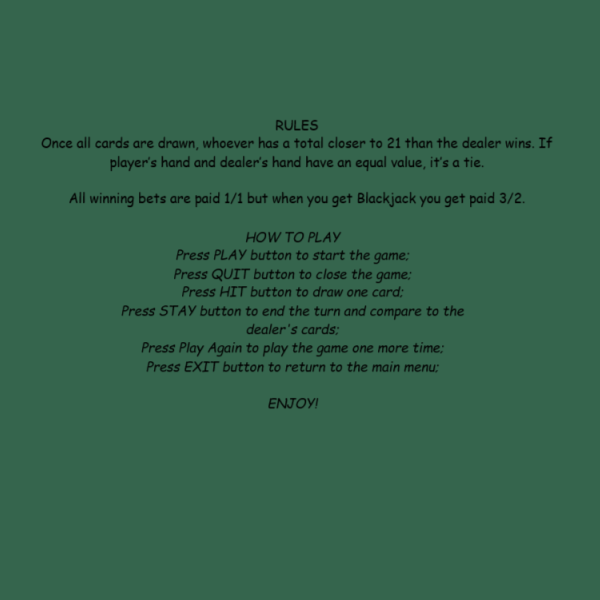 RULES
Once all cards are drawn, whoever has a total closer to 21 than the dealer wins. If
player's hand and dealer's hand have an equal value, it's a tie.
All winning bets are paid 1/1 but when you get Blackjack you get paid 3/2.
HOW TO PLAY
Press PLAY button to start the game;
Press QUIT button to close the game;
Press HIT button to draw one card;
Press STAY button to end the turn and compare to the
dealer's cards;
Press Play Again to play the game one more time;
Press EXIT button to return to the main menu;
ENJOY!